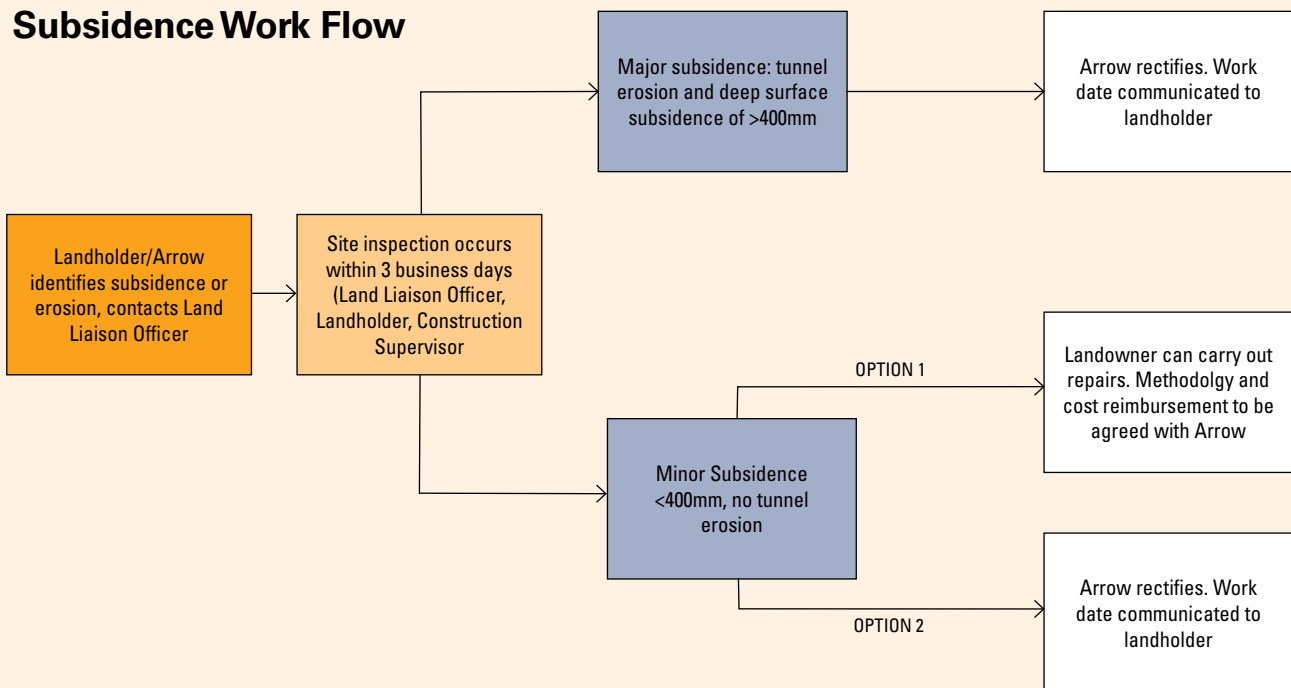 Subsidence Work Flow
Major subsidence: tunnel
erosion and deep surface
subsidence of >400mm
Arrow rectifies. Work
date communicated to
landholder
Landholder/Arrow
identifies subsidence or
erosion, contacts Land
Liaison Officer
Site inspection occurs
within 3 business days
(Land Liaison Officer,
Landholder, Construction
Supervisor
OPTION 1
Landowner can carry out
repairs. Methodolgy and
cost reimbursement to be
agreed with Arrow
Minor Subsidence
<400mm, no tunnel
erosion
OPTION 2
Arrow rectifies. Work
date communicated to
landholder